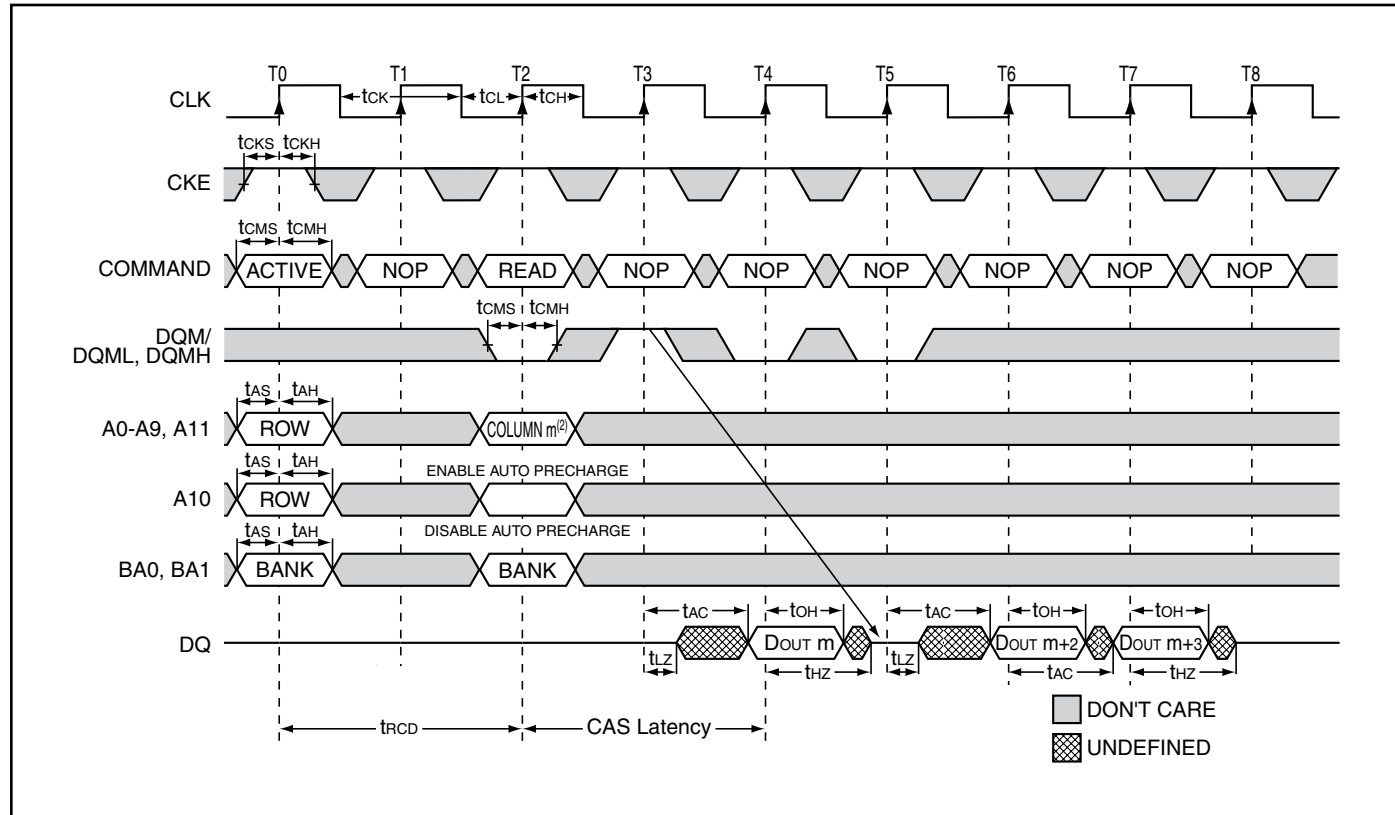 T0 T1 T2 T3 T4 T5 T6 T7 T8
CLK
tCK tCL tCH
tCKS tCKH
CKE
tCMS tCMH
COMMAND ACTIVE NOP READ NOP NOP NOP NOP NOP NOP
tCMS tCMH
DQM/
DQML, DQMH
tAS tAH
A0-A9, A11 ROW COLUMN m(2)
tAS tAH ENABLE AUTO PRECHARGE
A10 ROW
tAS tAH DISABLE AUTO PRECHARGE
BA0, BA1 BANK BANK
tAC tOH tAC tOH tOH
DQ DOUT m DOUT m+2 DOUT m+3
tLZ tHZ tLZ tAC tHZ
DON'T CARE
tRCD CAS Latency
UNDEFINED